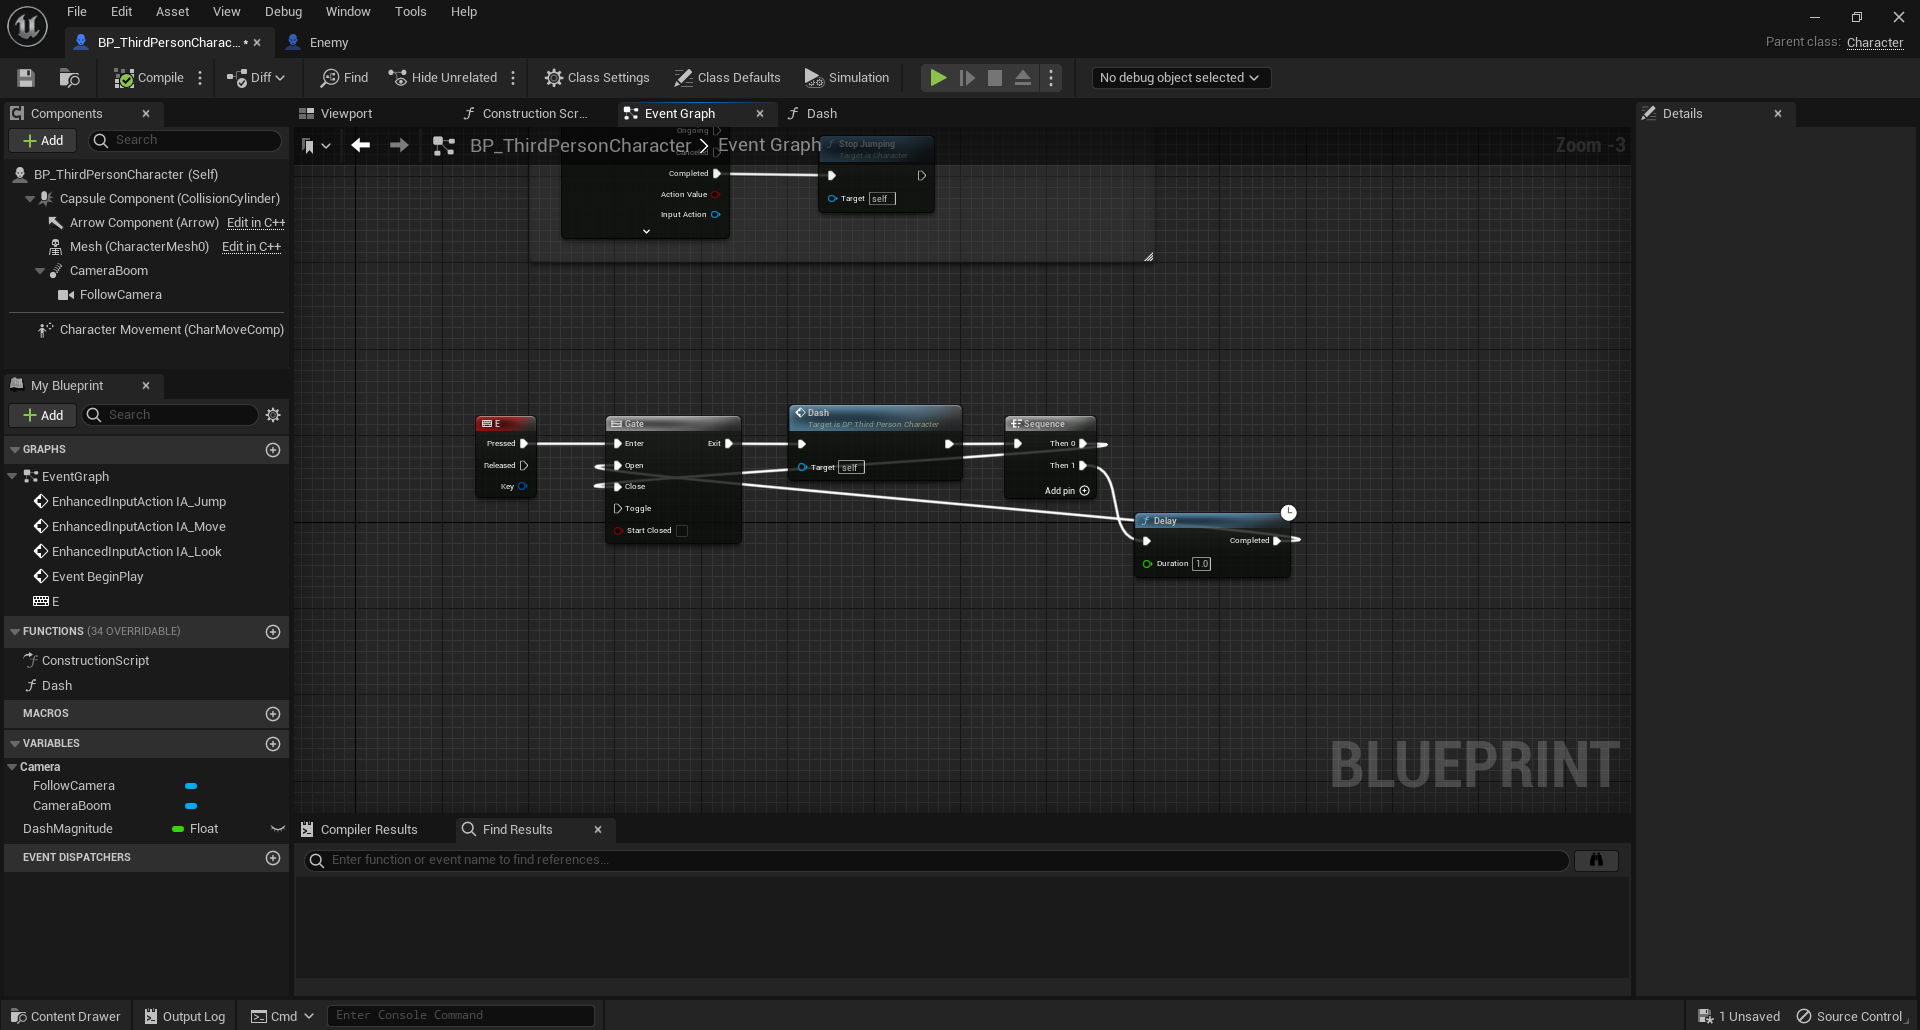 File Edit Asset View Debug Window Tools Help
BP_ThirdPersonCharac... • Enemy
Parent class: Character
Compile Diff Find Hide Unrelated Class Settings Class Defaults Simulation No debug object selected
Components
Add Search
BP_ThirdPersonCharacter (Self)
Capsule Component (CollisionCylinder)
Arrow Component (Arrow) Edit in C++
Mesh (CharacterMesh0) Edit in C++
CameraBoom
FollowCamera
Character Movement (CharMoveComp)
My Blueprint
Add Search
GRAPHS
EventGraph
EnhancedInputAction IA_Jump
EnhancedInputAction IA_Move
EnhancedInputAction IA_Look
Event BeginPlay
E
FUNCTIONS (34 OVERRIDABLE)
ConstructionScript
Dash
MACROS
VARIABLES
Camera
FollowCamera
CameraBoom
DashMagnitude Float
EVENT DISPATCHERS
Viewport Construction Scr... Event Graph Dash
BP_ThirdPersonCharacter > Event Graph
Zoom -3
Ongoing
Canceled
Completed
Action Value
Input Action
Stop Jumping
Target is Character
Target self
E
Pressed
Released
Key
Gate
Enter Exit
Open
Close
Toggle
Start Closed
Dash
Target is BP Third Person Character
Target self
Sequence
Then 0
Then 1
Add pin
Delay
Completed
Duration 1.0
BLUEPRINT
Compiler Results Find Results
Enter function or event name to find references...
Details
Content Drawer Output Log Cmd Enter Console Command
1 Unsaved Source Control